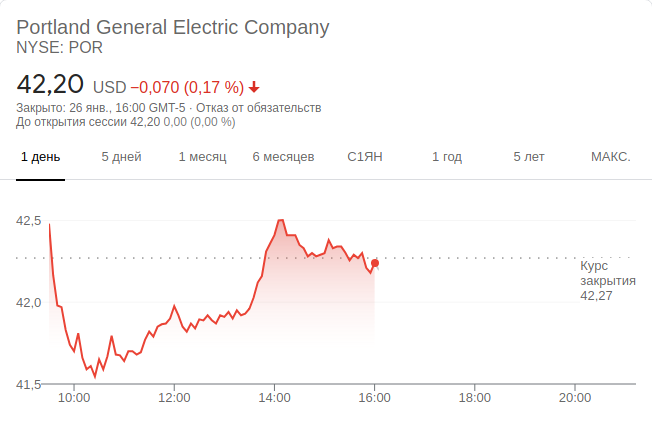 Portland General Electric Company
NYSE: POR
42,20 USD −0,070 (0,17 %)
Закрыто: 26 янв., 16:00 GMT-5 · Отказ от обязательств
До открытия сессии 42,20 0,00 (0,00 %)
1 день 5 дней 1 месяц 6 месяцев С1ЯН 1 год 5 лет МАКС.
42,5
Курс
закрытия
42,27
42,0
41,5
10:00 12:00 14:00 16:00 18:00 20:00